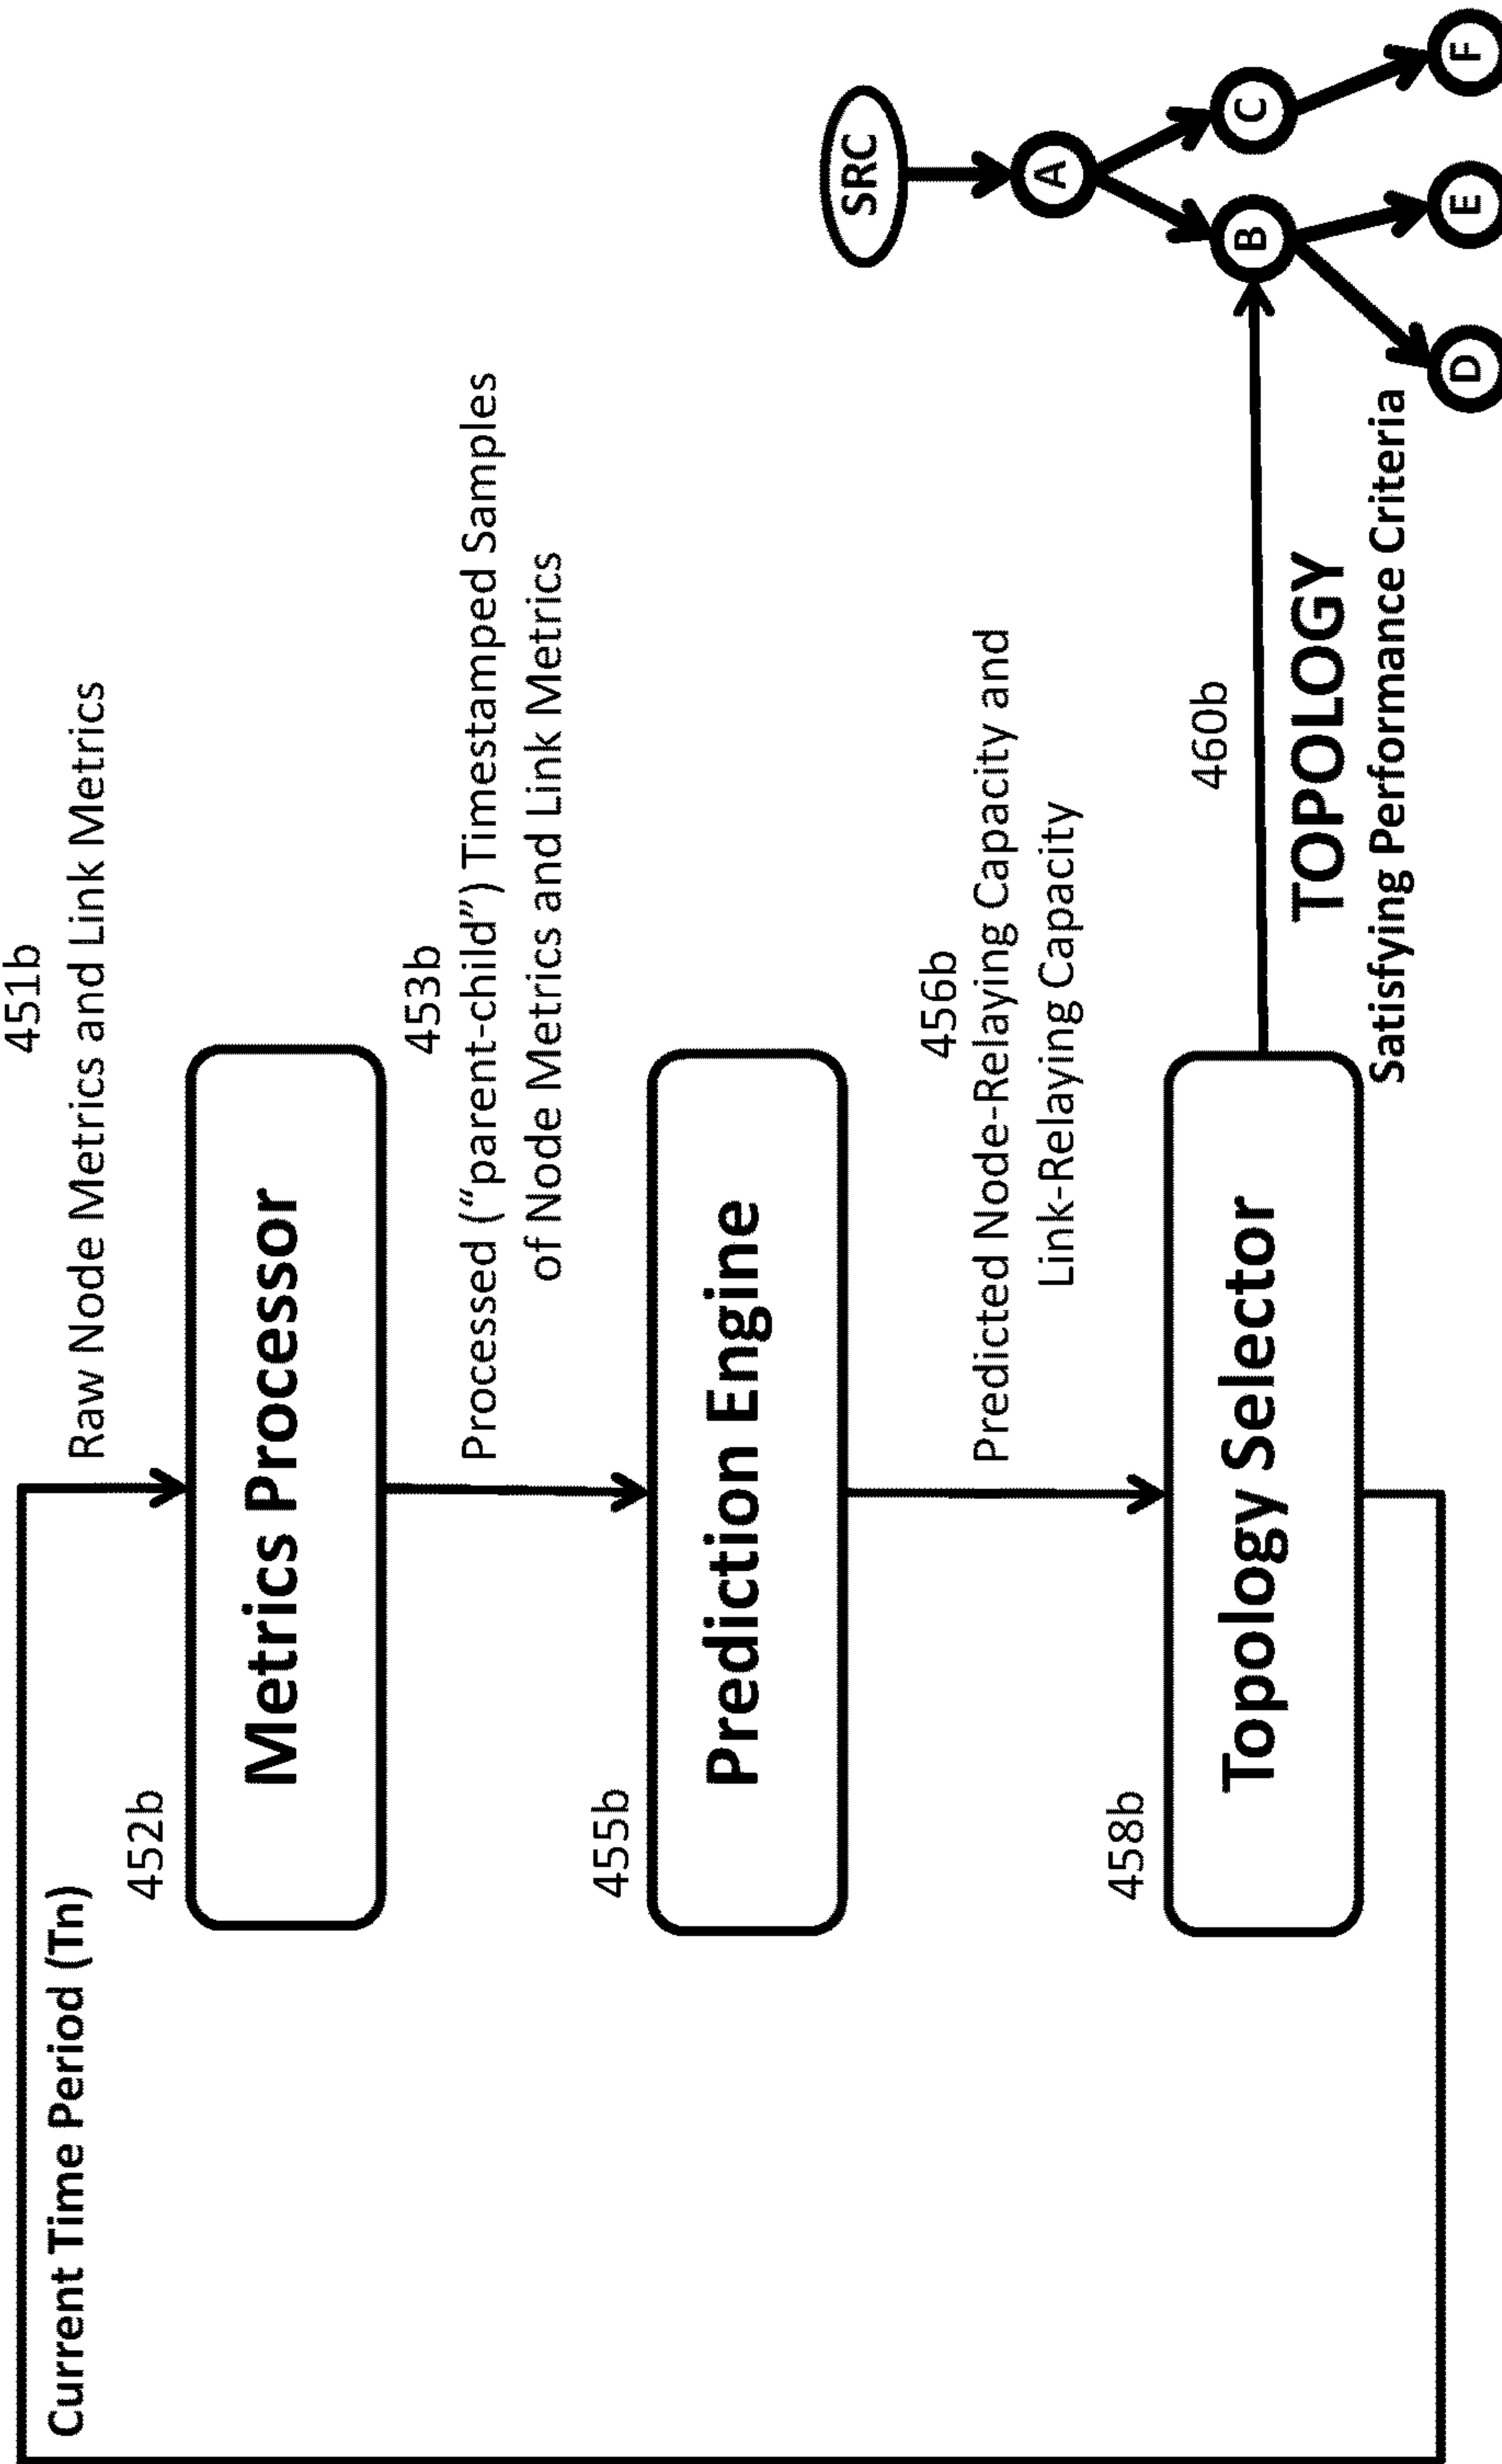 451b
Raw Node Metrics and Link Metrics
Current Time Period (Tn)
452b
Metrics Processor
453b
Processed (“parent-child”) Timestamped Samples
of Node Metrics and Link Metrics
455b
Prediction Engine
456b
Predicted Node-Relaying Capacity and
Link-Relaying Capacity
458b
Topology Selector
460b
TOPOLOGY
Satisfying Performance Criteria
SRC
A
B
C
D
E
F